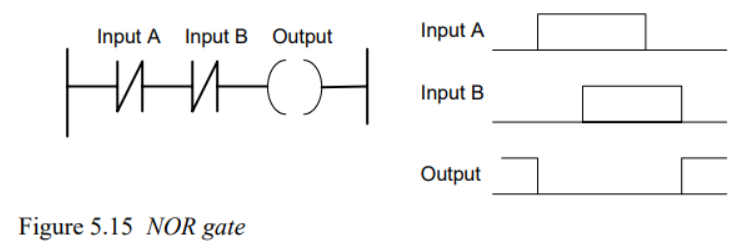 Input A Input B Output
Input A
Input B
Output
Figure 5.15 NOR gate